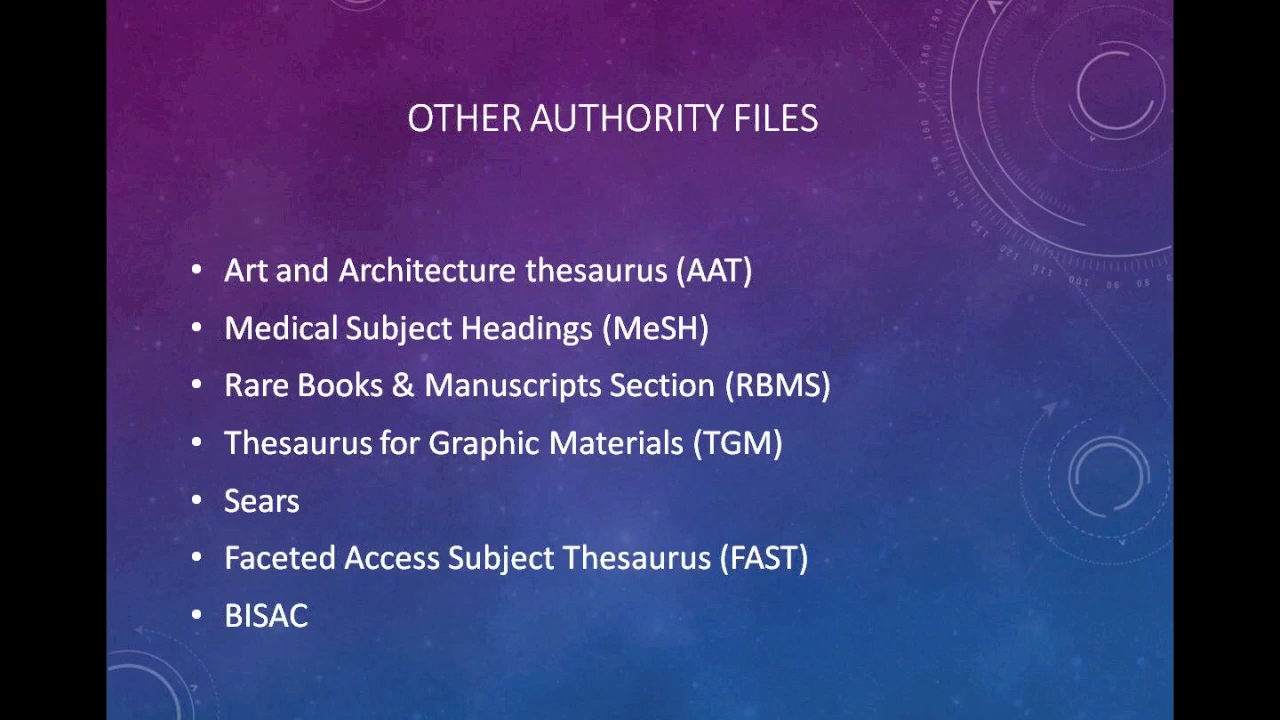 OTHER AUTHORITY FILES
• Art and Architecture thesaurus (AAT)
• Medical Subject Headings (MeSH)
• Rare Books & Manuscripts Section (RBMS)
• Thesaurus for Graphic Materials (TGM)
• Sears
• Faceted Access Subject Thesaurus (FAST)
• BISAC